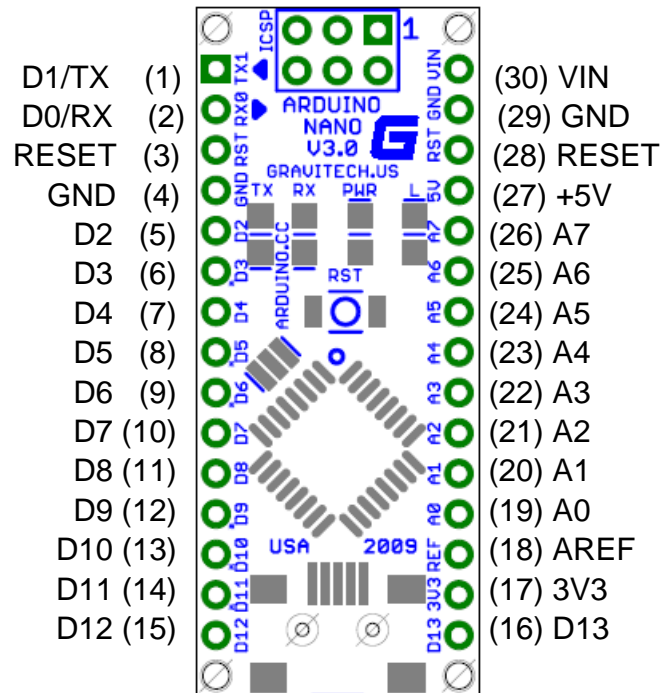 D1/TX (1)
D0/RX (2)
RESET (3)
GND (4)
D2 (5)
D3 (6)
D4 (7)
D5 (8)
D6 (9)
D7 (10)
D8 (11)
D9 (12)
D10 (13)
D11 (14)
D12 (15)
TX1
RX0
RST
GND
D2
D3
D4
D5
D6
D7
D8
D9
D10
D11
D12
ICSP
1
ARDUINO
NANO
V3.0
G
GRAVITECH.US
TX RX PWR L
ARDUINO.CC
RST
USA 2009
VIN
GND
RST
5V
A7
A6
A5
A4
A3
A2
A1
A0
REF
3V3
D13
(30) VIN
(29) GND
(28) RESET
(27) +5V
(26) A7
(25) A6
(24) A5
(23) A4
(22) A3
(21) A2
(20) A1
(19) A0
(18) AREF
(17) 3V3
(16) D13